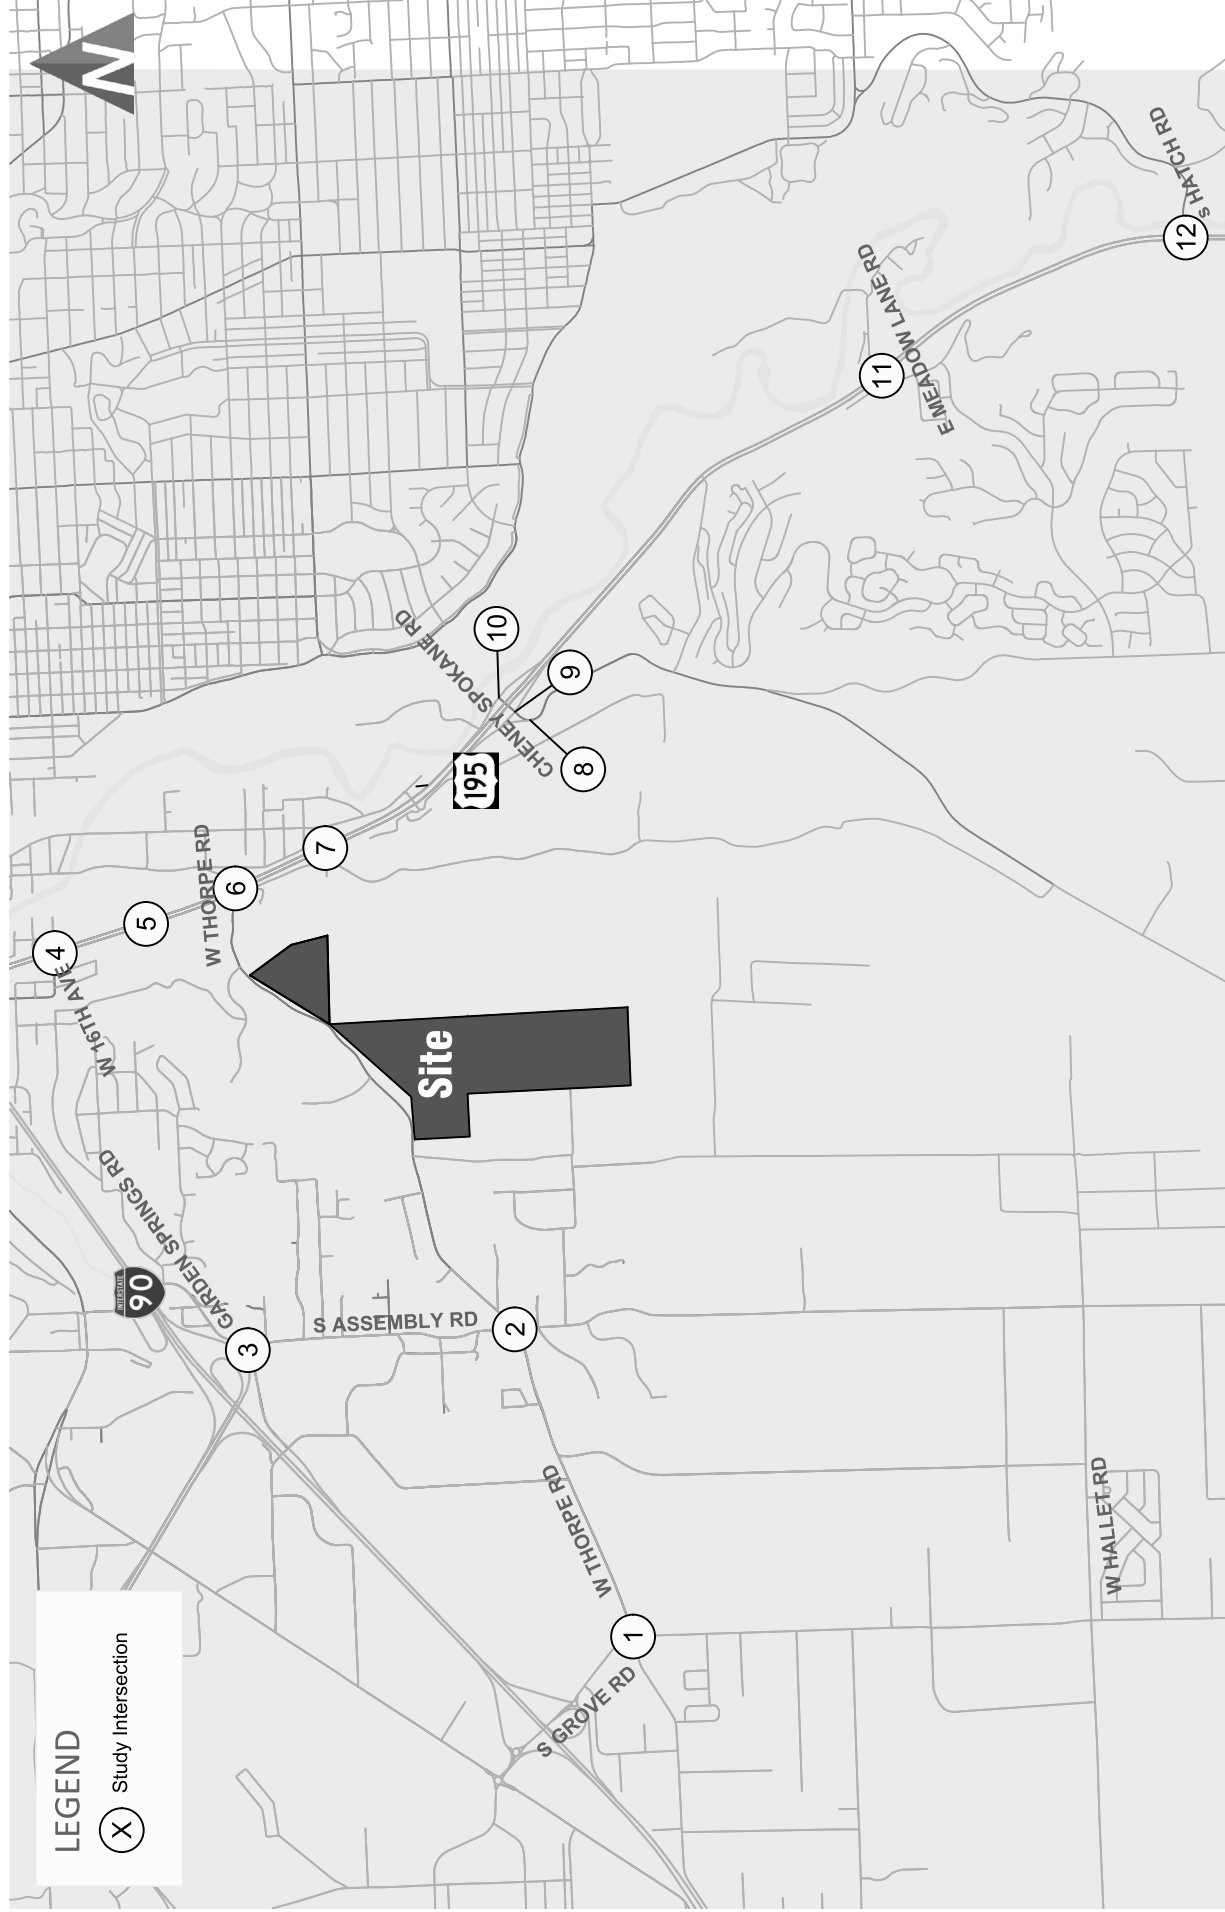 N
LEGEND
X Study Intersection
INTERSTATE
90
195
Site
W 16TH AVE
GARDEN SPRINGS RD
S ASSEMBLY RD
W THORPE RD
W THORPE RD
S GROVE RD
W HALLET RD
CHENEY SPOKANE RD
E MEADOW LANE RD
S HATCH RD
1
2
3
4
5
6
7
8
9
10
11
12